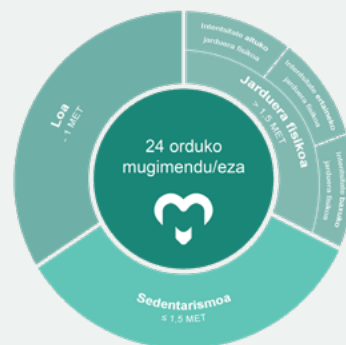 Intentsitate altuko
jarduera fisikoa
Intentsitate ertaineko
jarduera fisikoa
Intentsitate baxuko
jarduera fisikoa
Jarduera fisikoa
> 1,5 MET
Loa
~ 1 MET
24 orduko
mugimendu/eza
Sedentarismoa
≤ 1,5 MET